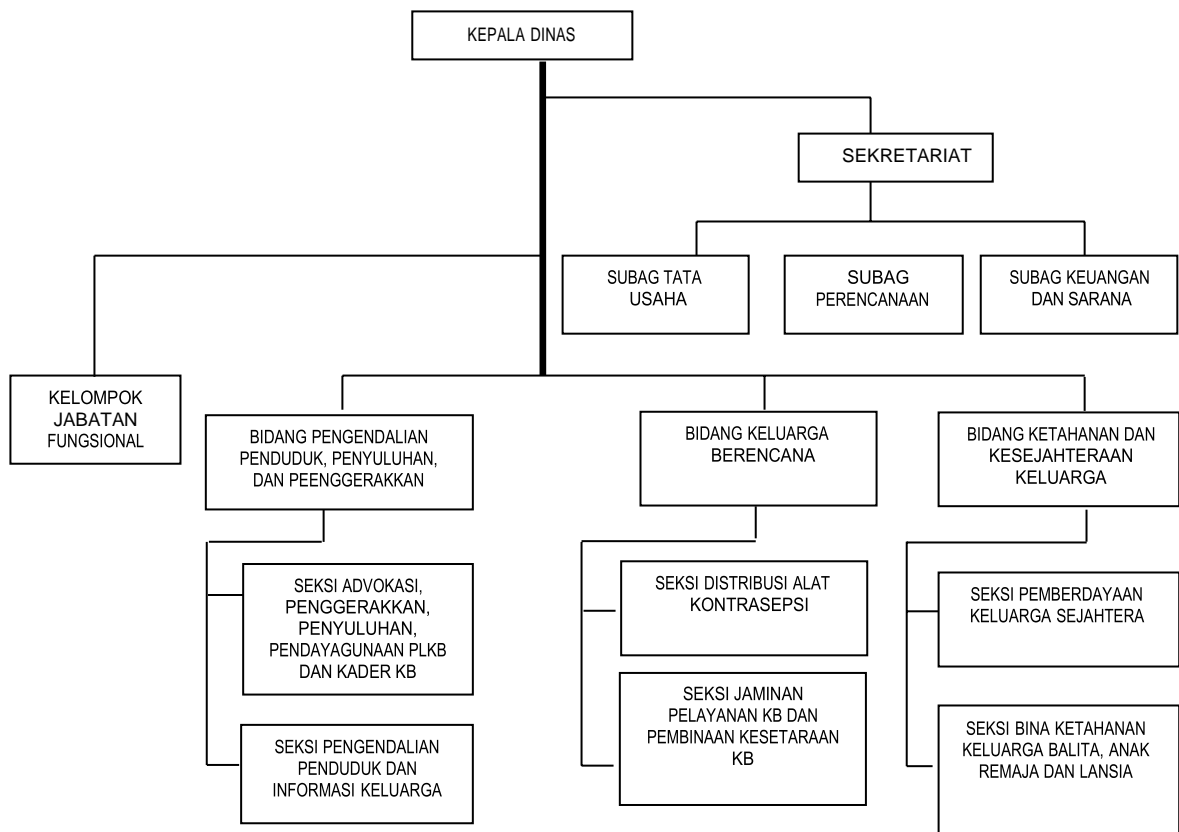 KEPALA DINAS
SEKRETARIAT
SUBAG TATA
USAHA
SUBAG
PERENCANAAN
SUBAG KEUANGAN
DAN SARANA
KELOMPOK
JABATAN
FUNGSIONAL
BIDANG PENGENDALIAN
PENDUDUK, PENYULUHAN,
DAN PEENGGERAKKAN
BIDANG KELUARGA
BERENCANA
BIDANG KETAHANAN DAN
KESEJAHTERAAN
KELUARGA
SEKSI ADVOKASI,
PENGGERAKKAN,
PENYULUHAN,
PENDAYAGUNAAN PLKB
DAN KADER KB
SEKSI PENGENDALIAN
PENDUDUK DAN
INFORMASI KELUARGA
SEKSI DISTRIBUSI ALAT
KONTRASEPSI
SEKSI JAMINAN
PELAYANAN KB DAN
PEMBINAAN KESETARAAN
KB
SEKSI PEMBERDAYAAN
KELUARGA SEJAHTERA
SEKSI BINA KETAHANAN
KELUARGA BALITA, ANAK
REMAJA DAN LANSIA